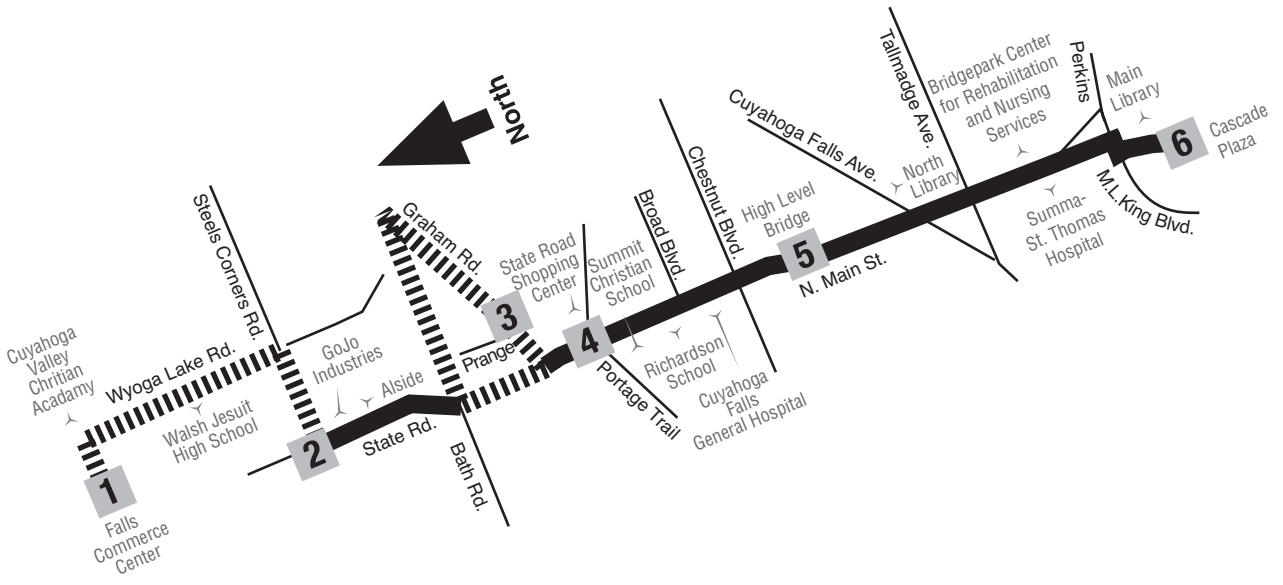 North
Steels Corners Rd.
Graham Rd.
State Road
Shopping
Center
3
Summit
Christian
School
Broad Blvd.
Chestnut Blvd.
High Level
Bridge
5
N. Main St.
Cuyahoga Falls Ave.
North
Library
Tallmadge Ave.
Bridgepark Center
for Rehabilitation
and Nursing
Services
Perkins
Main
Library
6
Cascade
Plaza
M.L.King Blvd.
Summa-
St. Thomas
Hospital
Cuyahoga
Valley
Chritian
Acadamy
Wyoga Lake Rd.
Walsh Jesuit
High School
GoJo
Industries
Alside
Prange
4
Portage Trail
Richardson
School
Cuyahoga
Falls
General Hospital
2
State Rd.
Bath Rd.
1
Falls
Commerce
Center